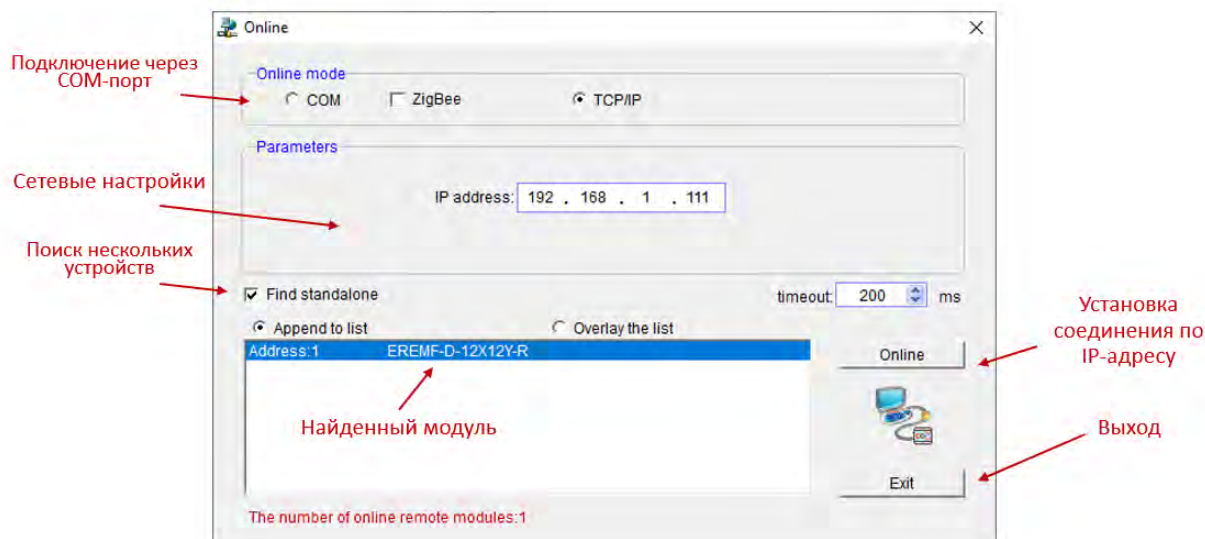 Online
Подключение через
COM-порт
Online mode
COM
ZigBee
TCP/IP
Parameters
Сетевые настройки
IP address: 192 . 168 . 1 . 111
Поиск нескольких
устройств
Find standalone
timeout: 200 ms
Append to list
Overlay the list
Установка
соединения по
IP-адресу
Address:1 EREMF-D-12X12Y-R
Online
Найденный модуль
Выход
Exit
The number of online remote modules:1